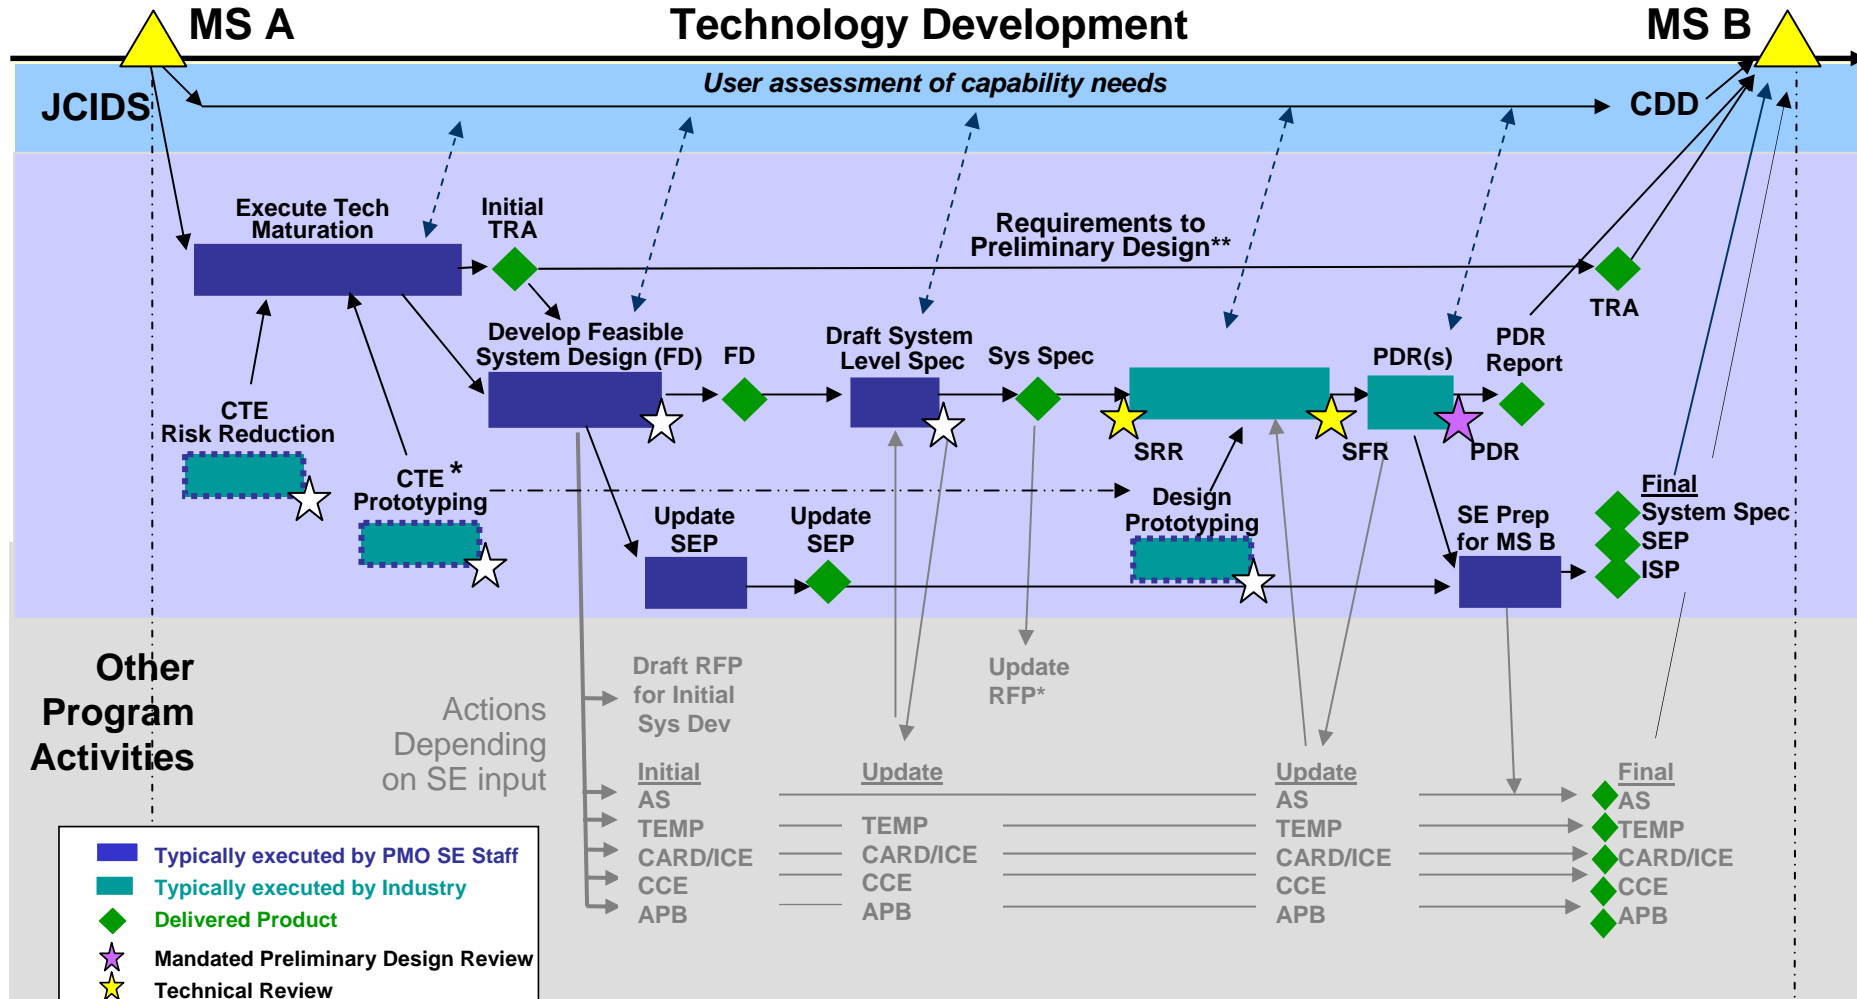 MS A
Technology Development
MS B
User assessment of capability needs
JCIDS
CDD
Execute Tech
Maturation
Initial
TRA
Requirements to
Preliminary Design**
TRA
Develop Feasible
System Design (FD)
FD
Draft System
Level Spec
Sys Spec
PDR(s)
PDR
Report
CTE
Risk Reduction
SRR
SFR
PDR
CTE *
Prototyping
Design
Prototyping
Update
SEP
Update
SEP
SE Prep
for MS B
Final
System Spec
SEP
ISP
Other
Program
Activities
Actions
Depending
on SE input
Draft RFP
for Initial
Sys Dev
Update
RFP*
Initial
AS
TEMP
CARD/ICE
CCE
APB
Update
TEMP
CARD/ICE
CCE
APB
Update
AS
TEMP
CARD/ICE
CCE
APB
Final
AS
TEMP
CARD/ICE
CCE
APB
Typically executed by PMO SE Staff
Typically executed by Industry
Delivered Product
Mandated Preliminary Design Review
Technical Review